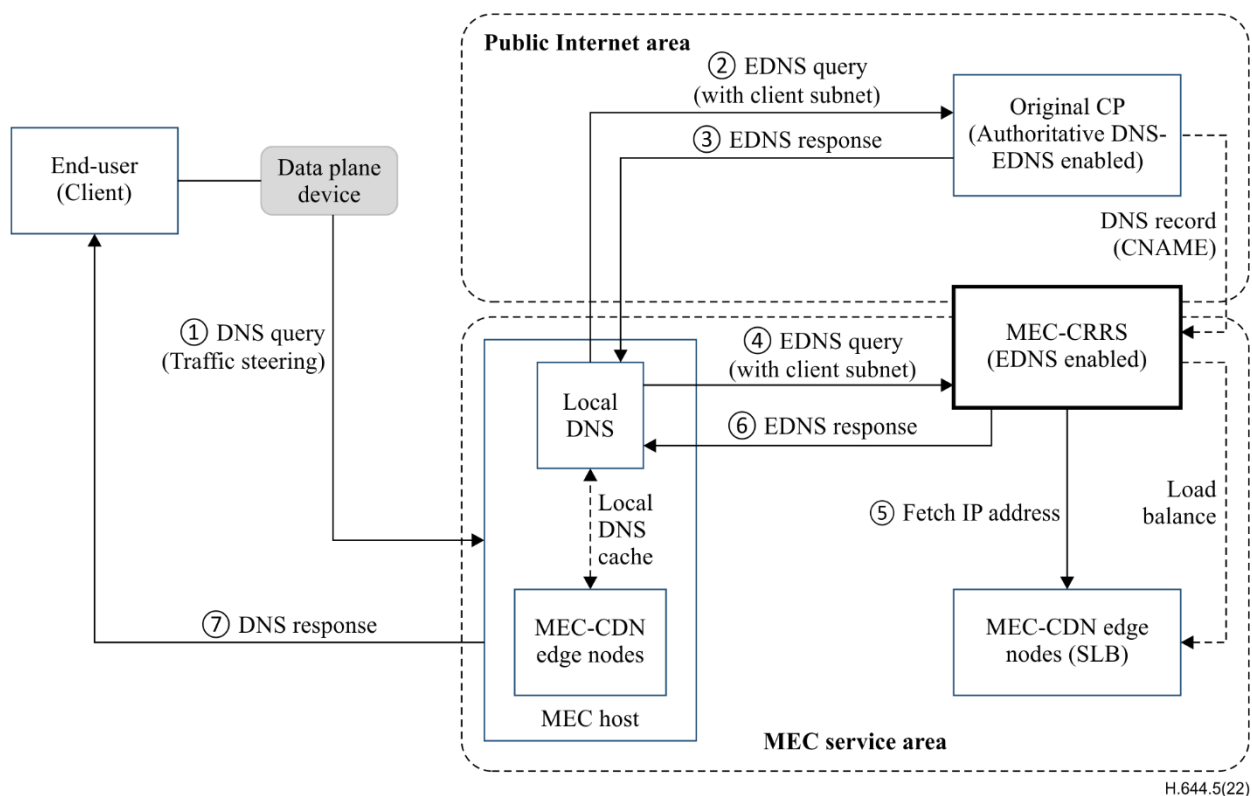 Public Internet area
② EDNS query
(with client subnet)
Original CP
(Authoritative DNS-
EDNS enabled)
③ EDNS response
End-user
(Client)
Data plane
device
DNS record
(CNAME)
① DNS query
(Traffic steering)
④ EDNS query
(with client subnet)
MEC-CRRS
(EDNS enabled)
Local
DNS
⑥ EDNS response
Local
DNS
cache
⑤ Fetch IP address
Load
balance
⑦ DNS response
MEC-CDN
edge nodes
MEC-CDN edge
nodes (SLB)
MEC host
MEC service area
H.644.5(22)